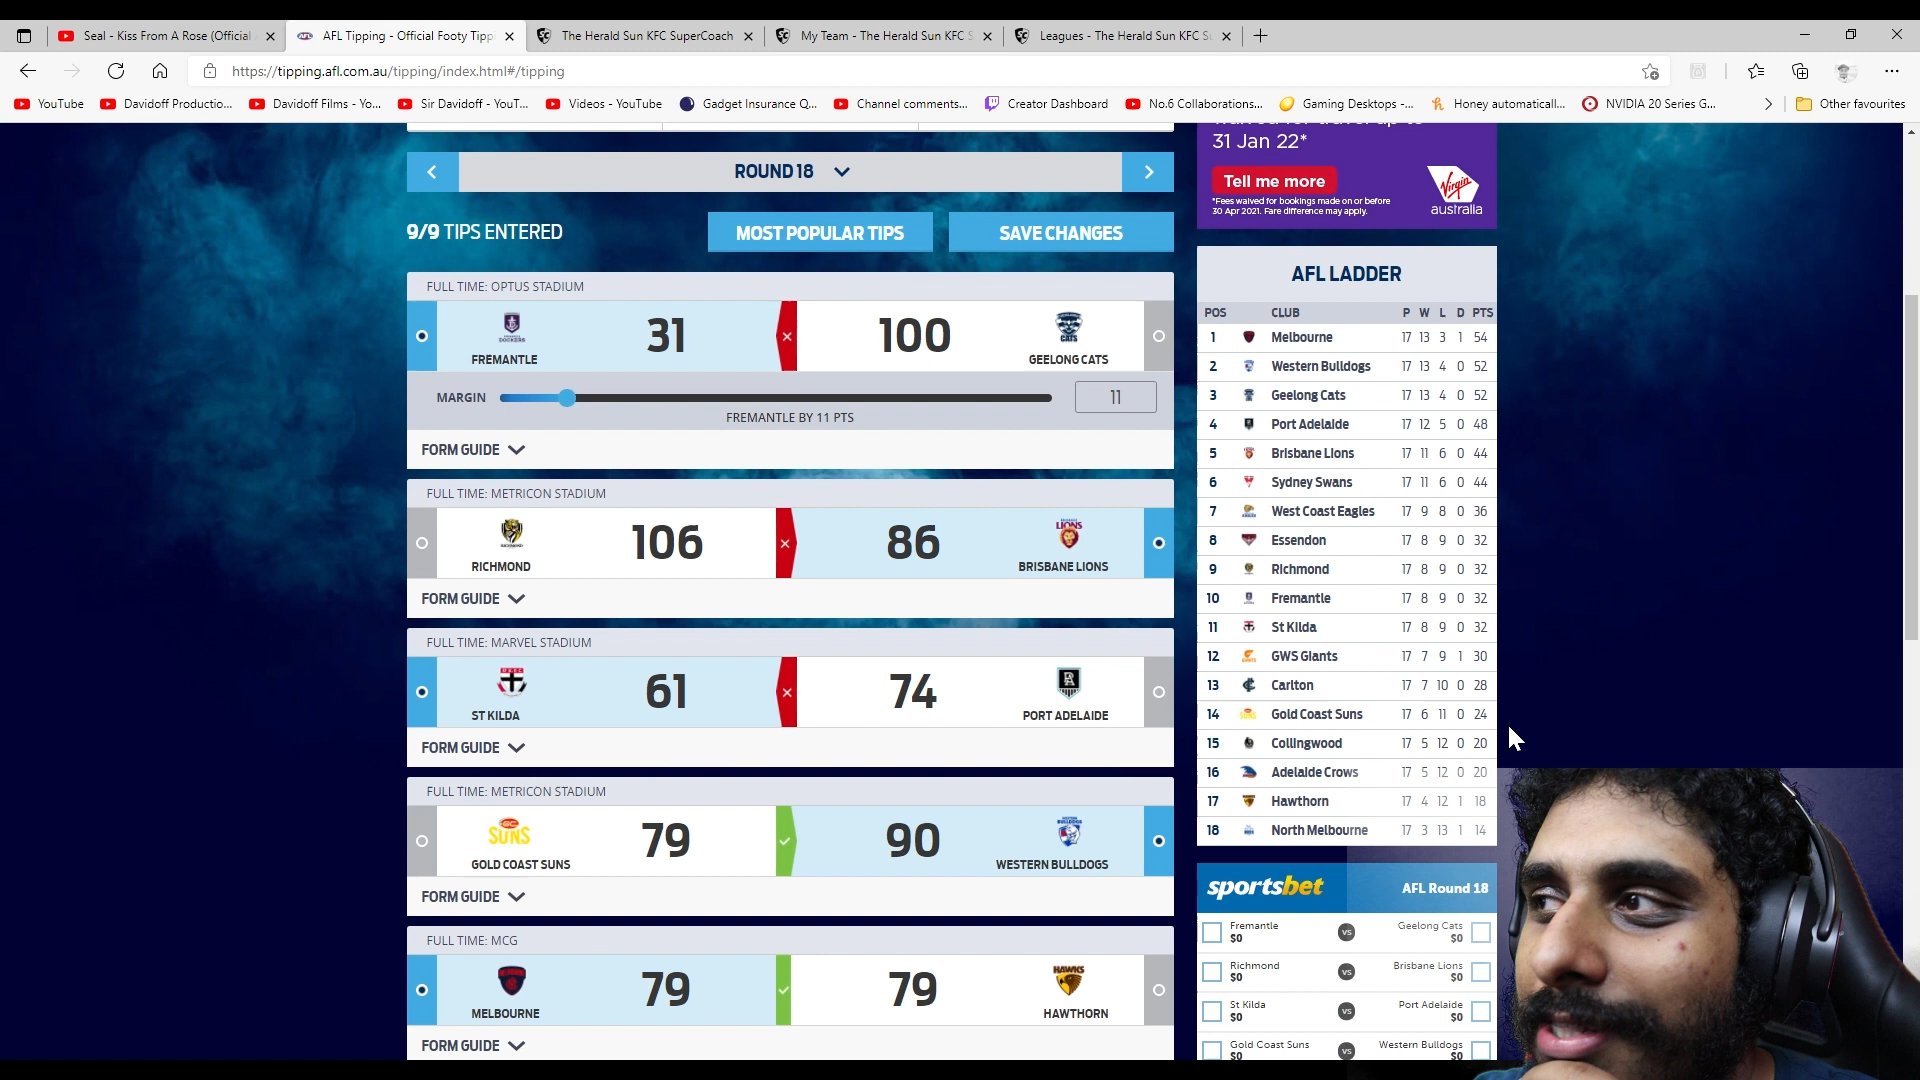 Seal - Kiss From A Rose (Official
AFL Tipping - Official Footy Tipp
The Herald Sun KFC SuperCoach
My Team - The Herald Sun KFC S
Leagues - The Herald Sun KFC Su
https://tipping.afl.com.au/tipping/index.html#/tipping
YouTube
Davidoff Productio...
Davidoff Films - Yo...
Sir Davidoff - YouT...
Videos - YouTube
Gadget Insurance Q...
Channel comments...
Creator Dashboard
No.6 Collaborations...
Gaming Desktops -...
Honey automaticall...
NVIDIA 20 Series G...
Other favourites
ROUND 18
9/9 TIPS ENTERED
MOST POPULAR TIPS
SAVE CHANGES
FULL TIME: OPTUS STADIUM
FREMANTLE
31
100
CATS
GEELONG CATS
MARGIN
11
FREMANTLE BY 11 PTS
FORM GUIDE
FULL TIME: METRICON STADIUM
RICHMOND
106
86
LIONS
BRISBANE LIONS
FORM GUIDE
FULL TIME: MARVEL STADIUM
ST KILDA
61
74
PORT ADELAIDE
FORM GUIDE
FULL TIME: METRICON STADIUM
SUNS
GOLD COAST SUNS
79
90
WESTERN BULLDOGS
FORM GUIDE
FULL TIME: MCG
MELBOURNE
79
79
HAWKS
HAWTHORN
FORM GUIDE
31 Jan 22*
Tell me more
*Fees waived for bookings made on or before
30 Apr 2021. Fare difference may apply.
Virgin
australia
AFL LADDER
POS CLUB P W L D PTS
1 Melbourne 17 13 3 1 54
2 Western Bulldogs 17 13 4 0 52
3 Geelong Cats 17 13 4 0 52
4 Port Adelaide 17 12 5 0 48
5 Brisbane Lions 17 11 6 0 44
6 Sydney Swans 17 11 6 0 44
7 West Coast Eagles 17 9 8 0 36
8 Essendon 17 8 9 0 32
9 Richmond 17 8 9 0 32
10 Fremantle 17 8 9 0 32
11 St Kilda 17 8 9 0 32
12 GWS Giants 17 7 9 1 30
13 Carlton 17 7 10 0 28
14 Gold Coast Suns 17 6 11 0 24
15 Collingwood 17 5 12 0 20
16 Adelaide Crows 17 5 12 0 20
17 Hawthorn 17 4 12 1 18
18 North Melbourne 17 3 13 1 14
sportsbet
AFL Round 18
Fremantle vs Geelong Cats
$0 $0
Richmond vs Brisbane Lions
$0 $0
St Kilda vs Port Adelaide
$0 $0
Gold Coast Suns vs Western Bulldogs
$0 $0